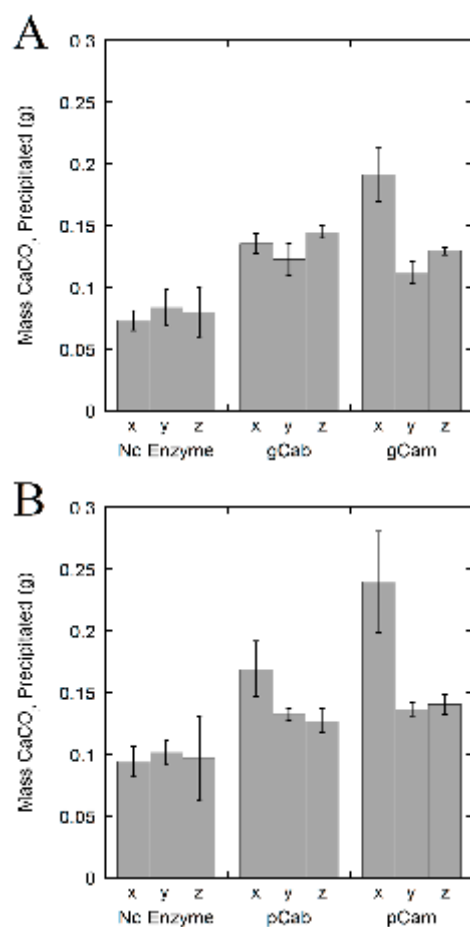 A
0.3
0.25
0.2
0.15
0.1
0.05
0
Mass CaCO, Precipitated (g)
x y z x y z x y z
Nc Enzyme gCab gCam
B
0.3
0.25
0.2
0.15
0.1
0.05
0
Mass CaCO, Precipitated (g)
x y z x y z x y z
Nc Enzyme pCab pCam